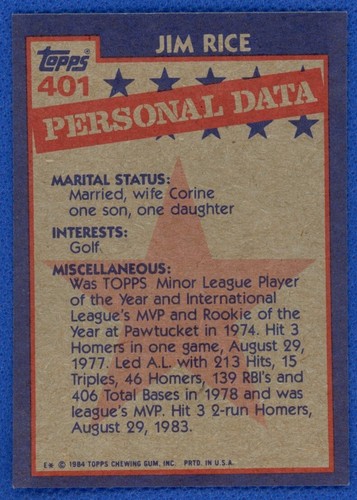 JIM RICE
TOPPS
401
PERSONAL DATA
MARITAL STATUS:
Married, wife Corine
one son, one daughter
INTERESTS:
Golf
MISCELLANEOUS:
Was TOPPS Minor League Player
of the Year and International
League's MVP and Rookie of the
Year at Pawtucket in 1974. Hit 3
Homers in one game, August 29,
1977. Led A.L. with 213 Hits, 15
Triples, 46 Homers, 139 RBI's and
406 Total Bases in 1978 and was
league's MVP. Hit 3 2-run Homers,
August 29, 1983.
E* © 1984 TOPPS CHEWING GUM, INC. PRTD. IN U.S.A.